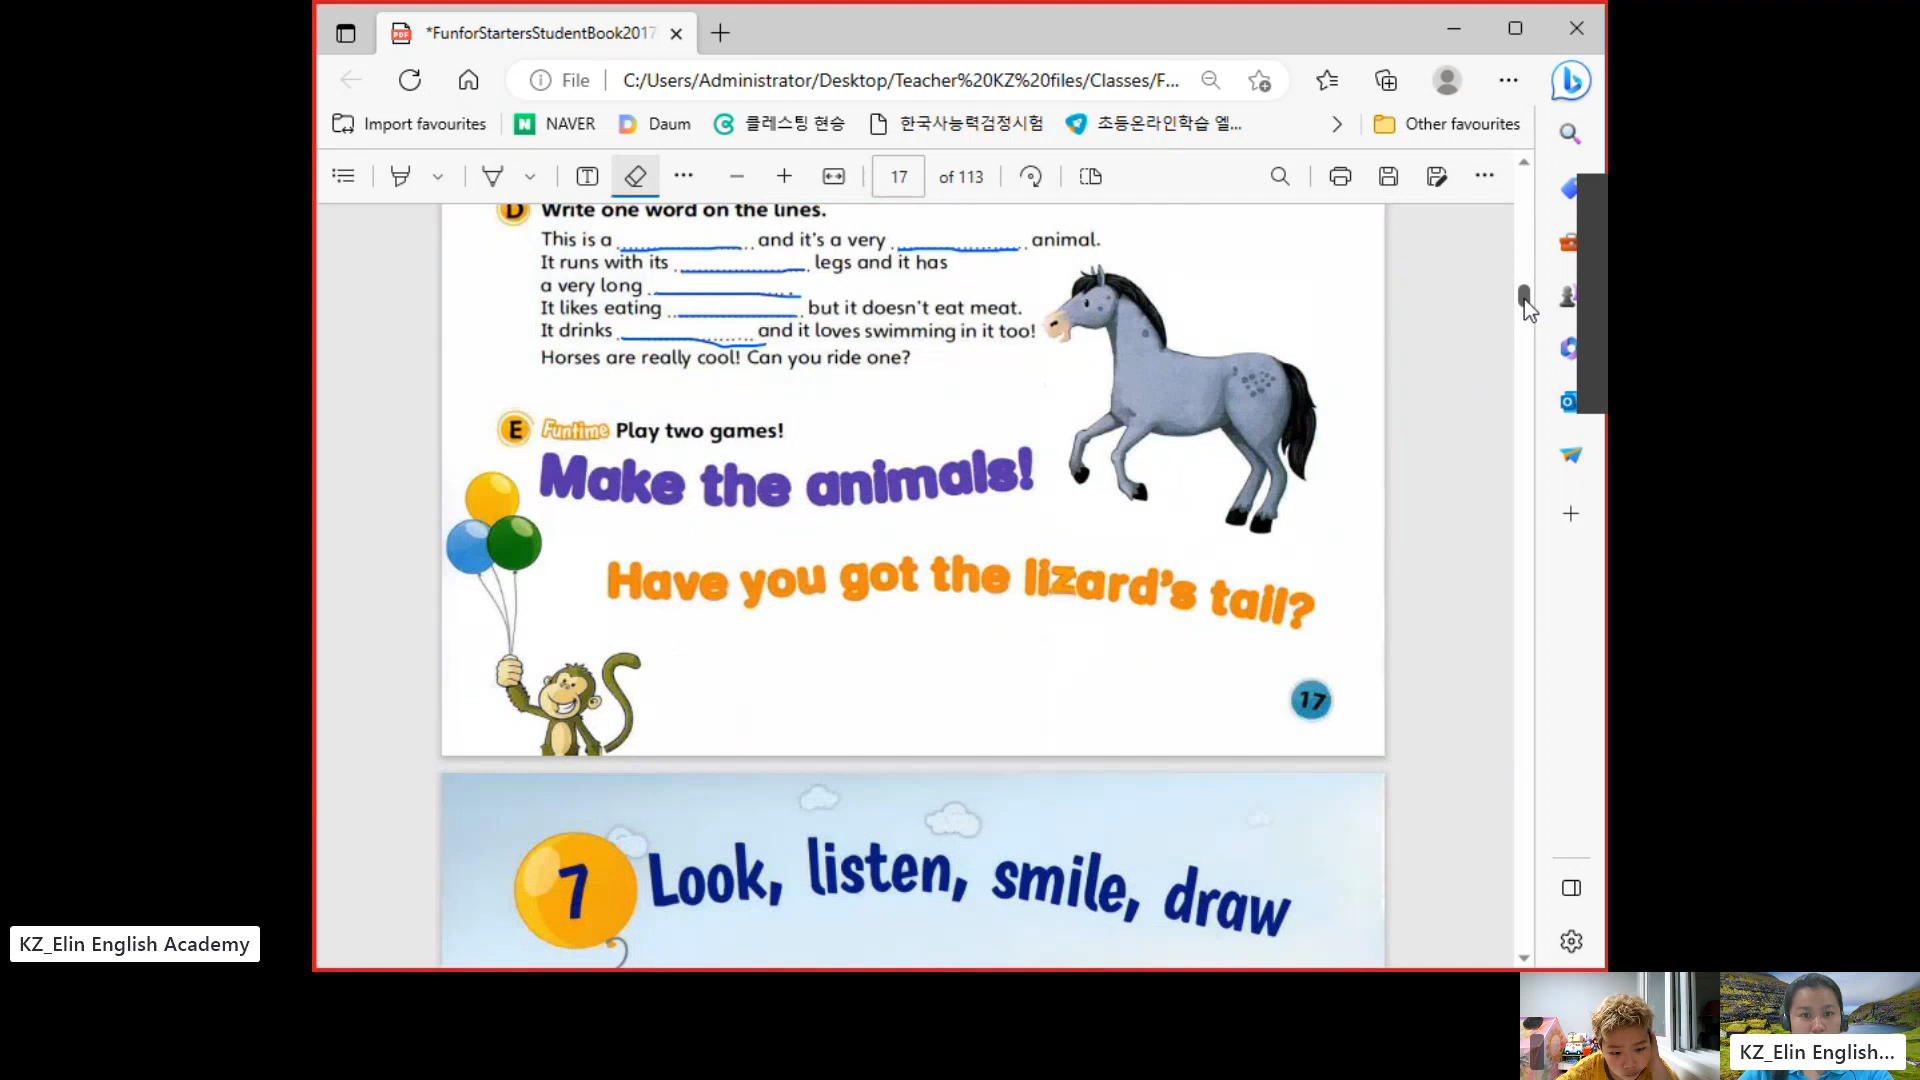 *FunforStartersStudentBook2017
File
C:/Users/Administrator/Desktop/Teacher%20KZ%20files/Classes/F...
Import favourites
NAVER
Daum
클레스팅 현승
한국사능력검정시험
초등온라인학습 엘...
Other favourites
17 of 113
D Write one word on the lines.
This is a .................. and it's a very .................. animal.
It runs with its .................. legs and it has
a very long ..................
It likes eating .................. but it doesn't eat meat.
It drinks .................. and it loves swimming in it too!
Horses are really cool! Can you ride one?
E Funtime Play two games!
Make the animals!
Have you got the lizard's tail?
17
7 Look, listen, smile, draw
KZ_Elin English Academy
KZ_Elin English...